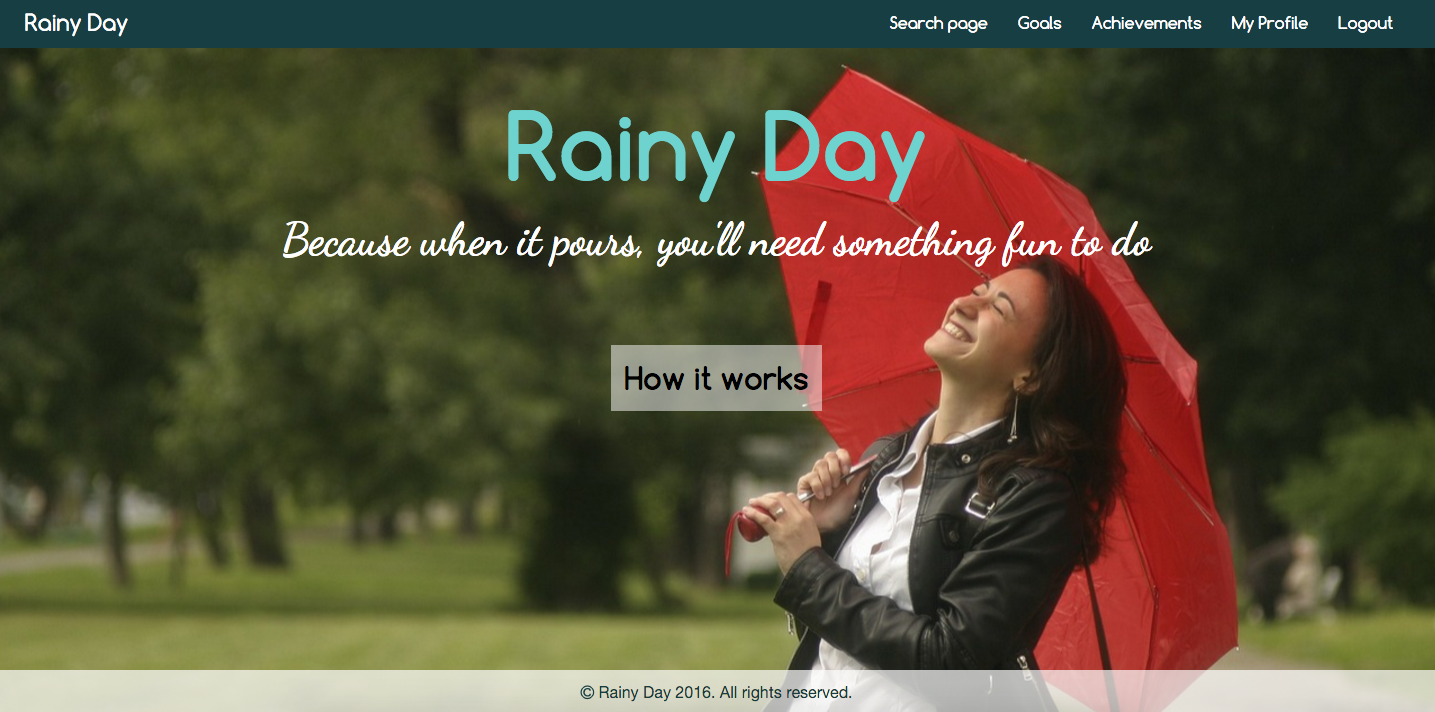 Rainy Day
Search page Goals Achievements My Profile Logout
Rainy Day
Because when it pours, you'll need something fun to do
How it works
© Rainy Day 2016. All rights reserved.